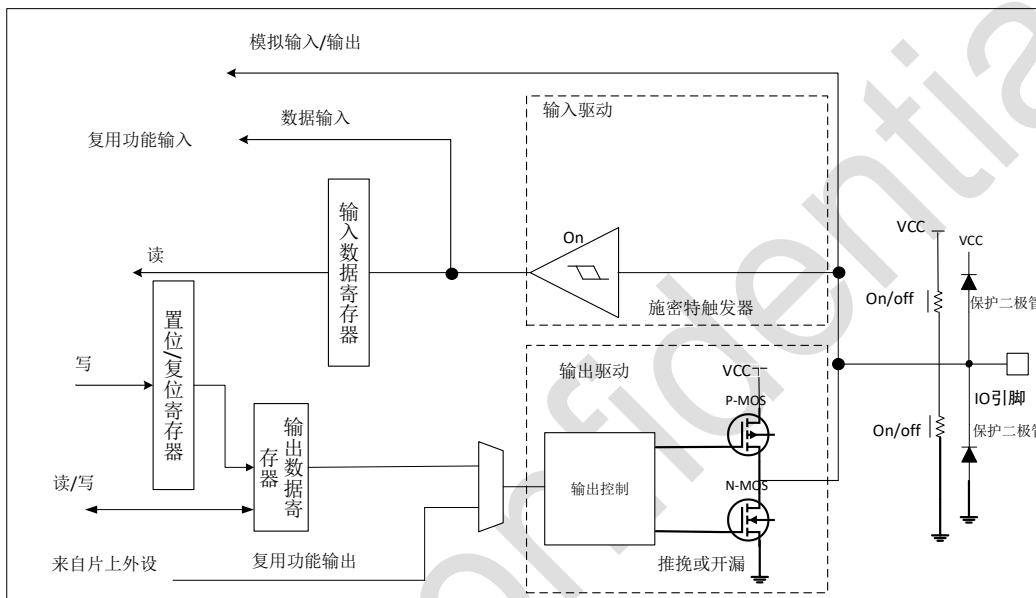 模拟输入/输出
数据输入
复用功能输入
输入驱动
On
施密特触发器
输入数据寄存器
读
置位/复位寄存器
写
输出数据寄存器
读/写
来自片上外设
复用功能输出
输出驱动
VCC
P-MOS
N-MOS
输出控制
推挽或开漏
VCC
VCC
On/off
保护二极管
IO引脚
On/off
保护二极管
onfidentia